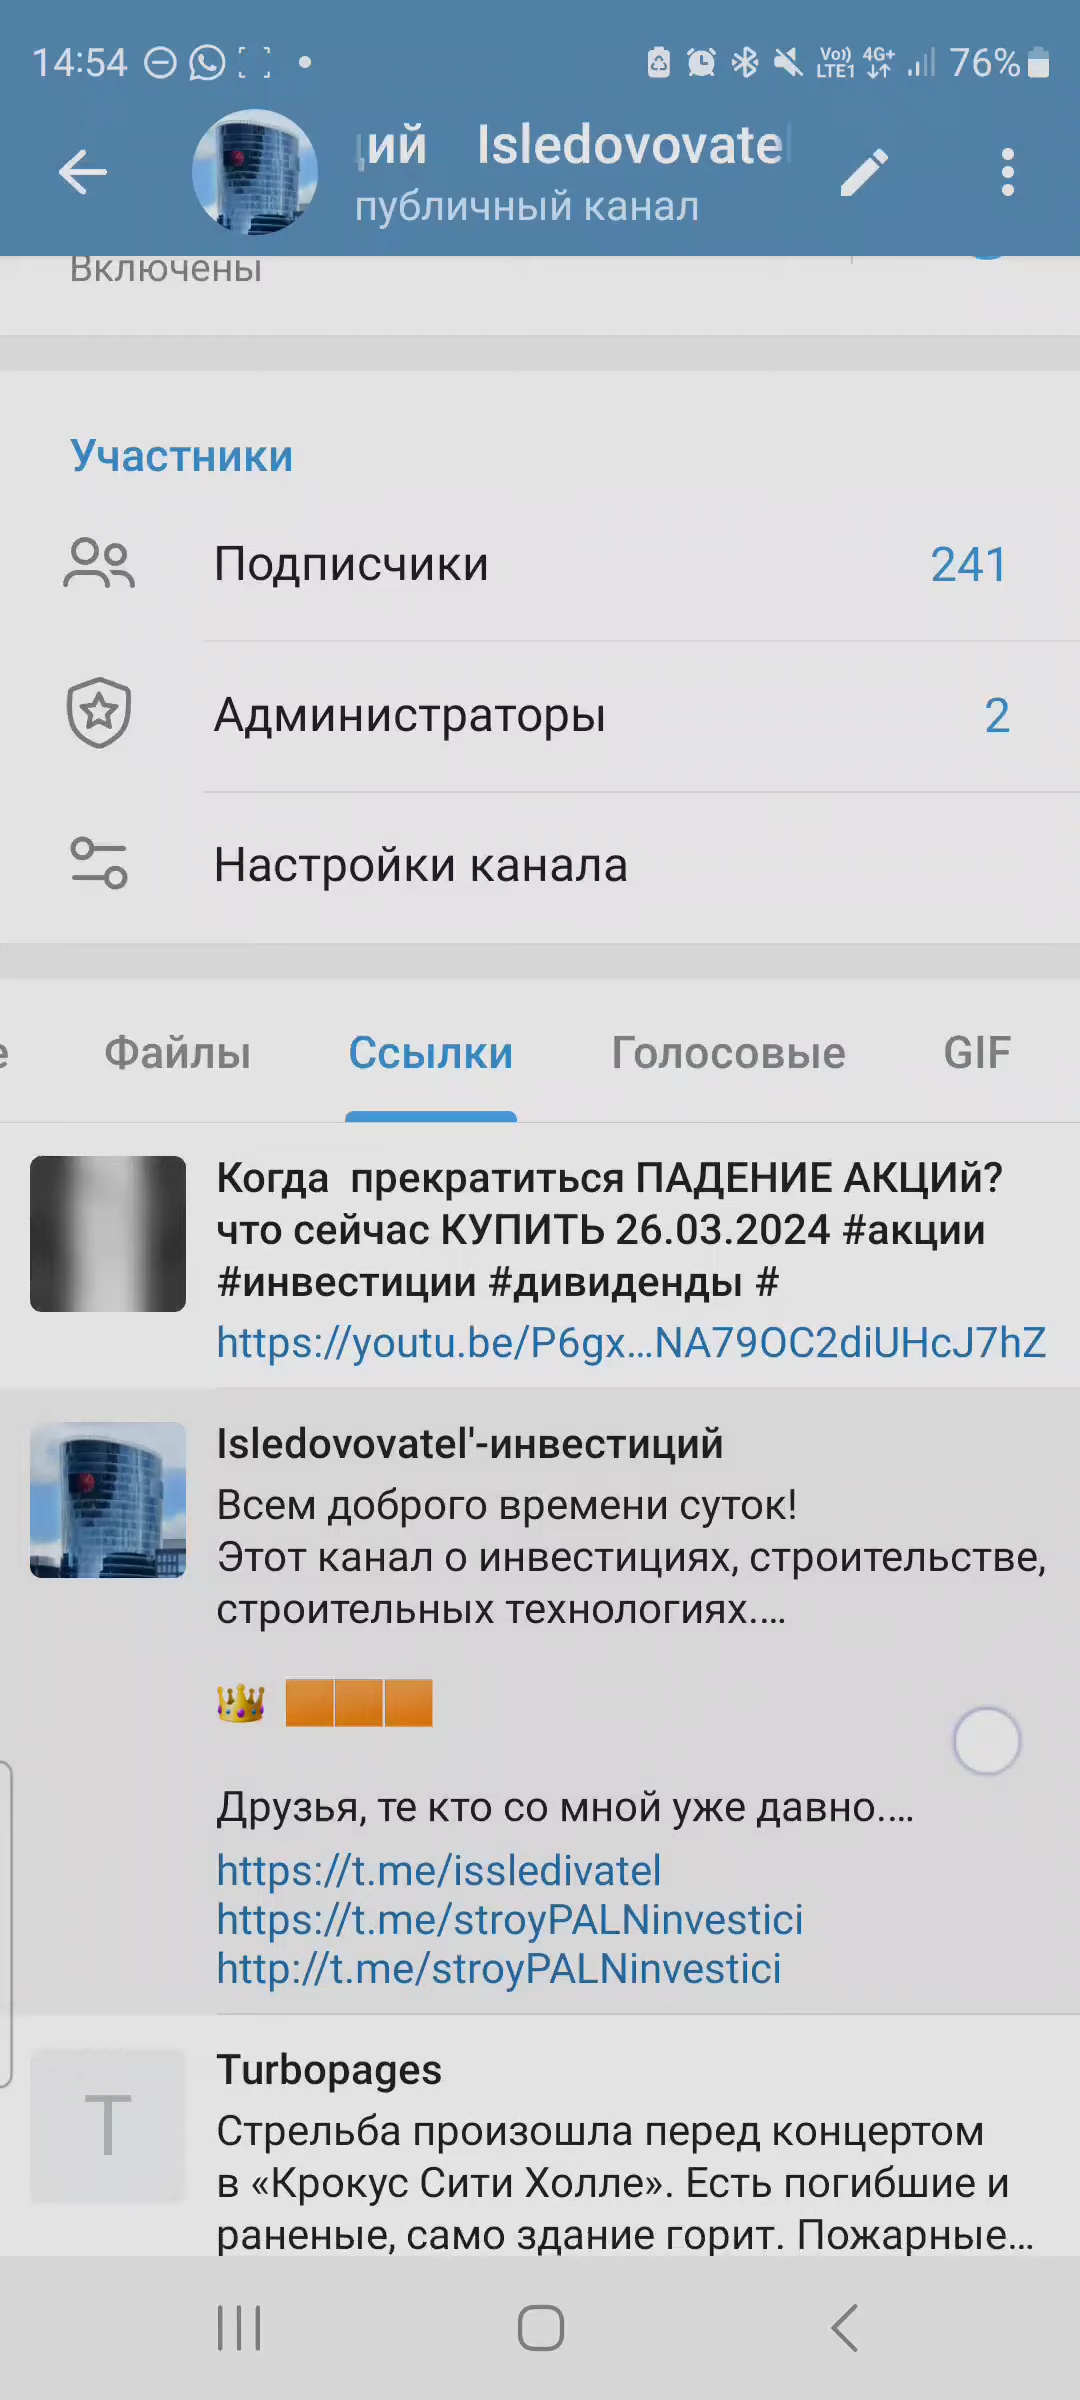 14:54
Vo)) LTE1 4G+ 76%
ций Isledovovatel
публичный канал
Включены
Участники
Подписчики 241
Администраторы 2
Настройки канала
е Файлы Ссылки Голосовые GIF
Когда прекратиться ПАДЕНИЕ АКЦИй?
что сейчас КУПИТЬ 26.03.2024 #акции
#инвестиции #дивиденды #
https://youtu.be/P6gx...NA79OC2diUHcJ7hZ
Isledovovatel'-инвестиций
Всем доброго времени суток!
Этот канал о инвестициях, строительстве,
строительных технологиях....
Друзья, те кто со мной уже давно....
https://t.me/issledivatel
https://t.me/stroyPALNinvestici
http://t.me/stroyPALNinvestici
T
Turbopages
Стрельба произошла перед концертом
в «Крокус Сити Холле». Есть погибшие и
раненые, само здание горит. Пожарные...